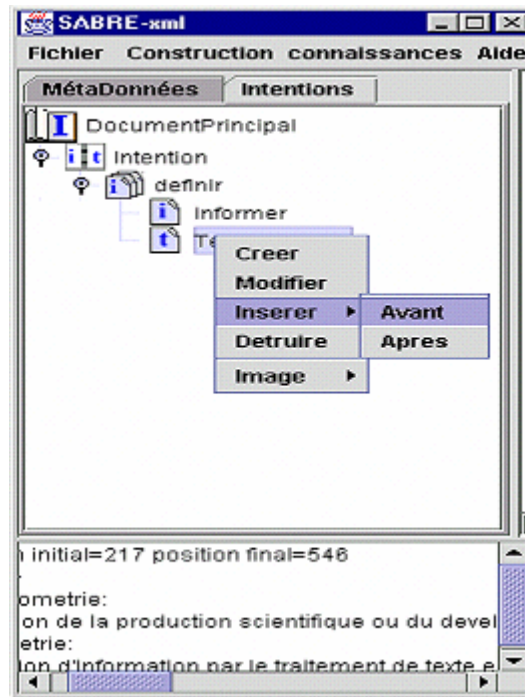 SABRE-xml
Fichier Construction connaissances Aide
MétaDonnées Intentions
DocumentPrincipal
Intention
definir
Informer
Creer
Modifier
Inserer Avant
Detruire Apres
Image
initial=217 position final=546
ometrie:
on de la production scientifique ou du devel
etrie:
ion d'Information par le traitement de texte e